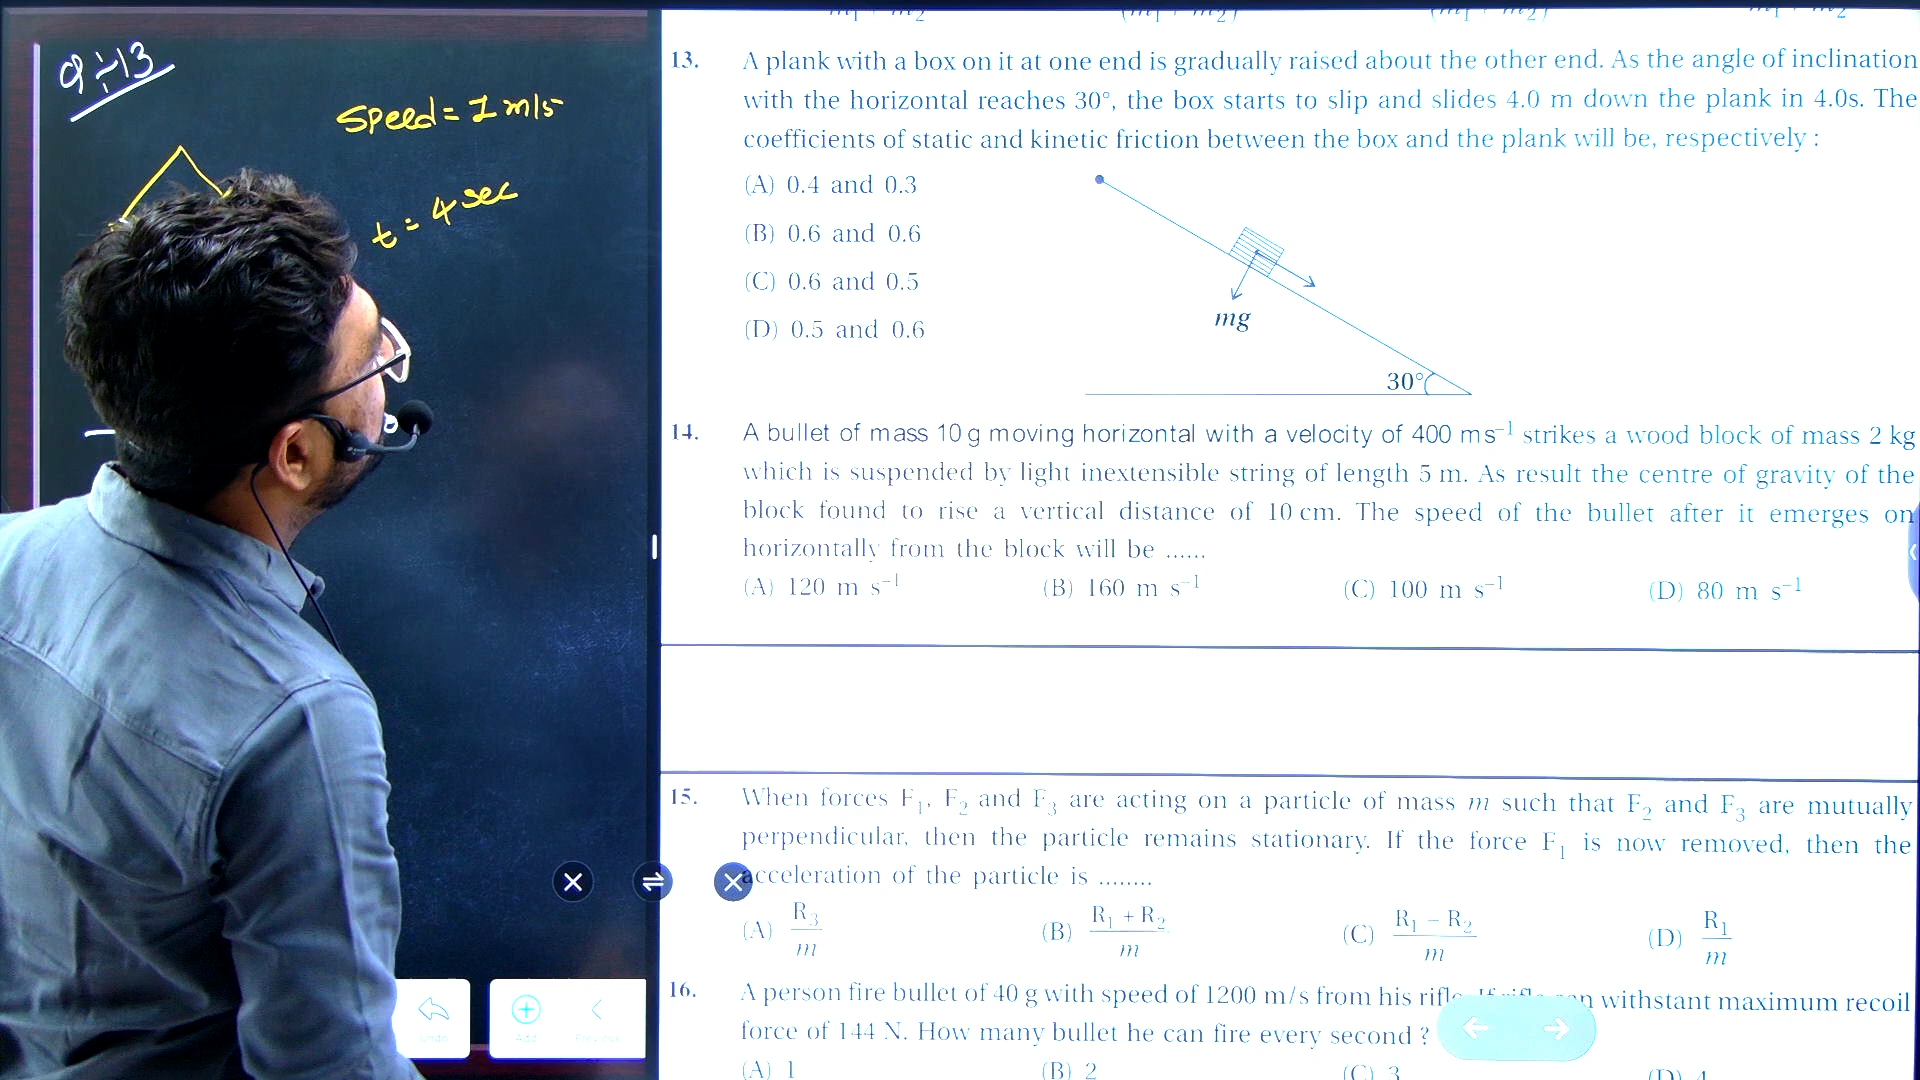 Q÷13
Speed = 1 m/s
t = 4 sec
13. A plank with a box on it at one end is gradually raised about the other end. As the angle of inclination
with the horizontal reaches 30°, the box starts to slip and slides 4.0 m down the plank in 4.0s. The
coefficients of static and kinetic friction between the box and the plank will be, respectively :
(A) 0.4 and 0.3
(B) 0.6 and 0.6
(C) 0.6 and 0.5
(D) 0.5 and 0.6
mg
30°
14. A bullet of mass 10 g moving horizontal with a velocity of 400 ms⁻¹ strikes a wood block of mass 2 kg
which is suspended by light inextensible string of length 5 m. As result the centre of gravity of the
block found to rise a vertical distance of 10 cm. The speed of the bullet after it emerges on
horizontally from the block will be ......
(A) 120 m s⁻¹ (B) 160 m s⁻¹ (C) 100 m s⁻¹ (D) 80 m s⁻¹
15. When forces F₁, F₂ and F₃ are acting on a particle of mass m such that F₂ and F₃ are mutually
perpendicular, then the particle remains stationary. If the force F₁ is now removed, then the
acceleration of the particle is ........
(A) R₃/m (B) R₁ + R₂/m (C) R₁ − R₂/m (D) R₁/m
16. A person fire bullet of 40 g with speed of 1200 m/s from his rifle. withstant maximum recoil
force of 144 N. How many bullet he can fire every second ?
(A) 1 (B) 2 (C) 3
Undo Add Previous